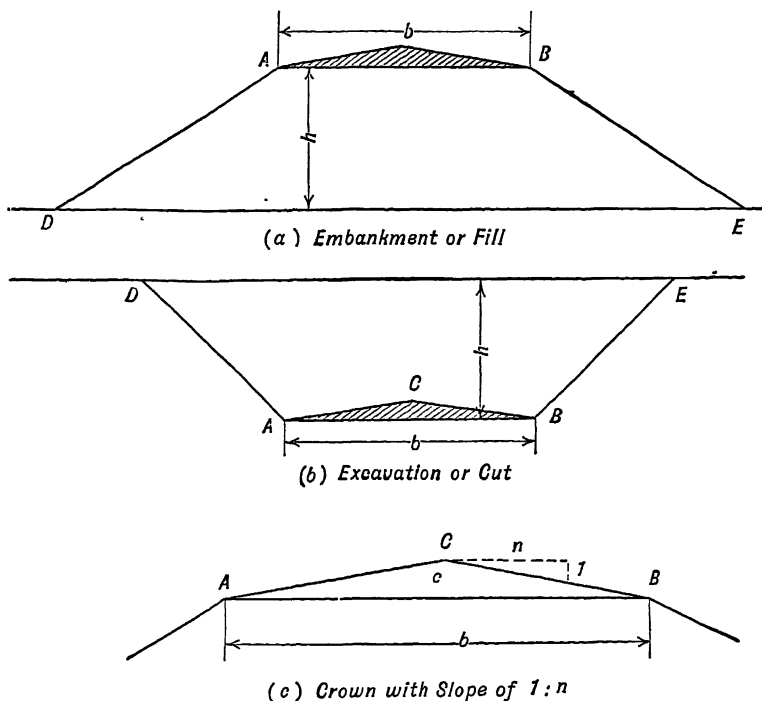 b
A
B
h
D
E
(a) Embankment or Fill
D
E
h
C
A
B
b
(b) Excavation or Cut
C
n
A
c
1
B
b
(c) Crown with Slope of 1:n